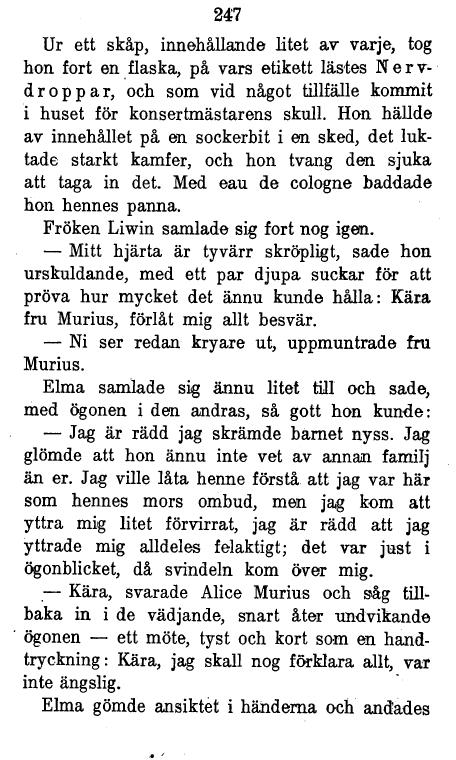 247
Ur ett skåp, innehållande litet av varje, tog
hon fort en flaska, på vars etikett lästes Nerv-
droppar, och som vid något tillfälle kommit
i huset för konsertmästarens skull. Hon hällde
av innehållet på en sockerbit i en sked, det luk-
tade starkt kamfer, och hon tvang den sjuka
att taga in det. Med eau de cologne baddade
hon hennes panna.
Fröken Liwin samlade sig fort nog igen.
— Mitt hjärta är tyvärr skröpligt, sade hon
urskuldande, med ett par djupa suckar för att
pröva hur mycket det ännu kunde hålla: Kära
fru Murius, förlåt mig allt besvär.
— Ni ser redan kryare ut, uppmuntrade fru
Murius.
Elma samlade sig ännu litet till och sade,
med ögonen i den andras, så gott hon kunde:
— Jag är rädd jag skrämde barnet nyss. Jag
glömde att hon ännu inte vet av annan familj
än er. Jag ville låta henne förstå att jag var här
som hennes mors ombud, men jag kom att
yttra mig litet förvirrat, jag är rädd att jag
yttrade mig alldeles felaktigt; det var just i
ögonblicket, då svindeln kom över mig.
— Kära, svarade Alice Murius och såg till-
baka in i de vädjande, snart åter undvikande
ögonen — ett möte, tyst och kort som en hand-
tryckning: Kära, jag skall nog förklara allt, var
inte ängslig.
Elma gömde ansiktet i händerna och andades